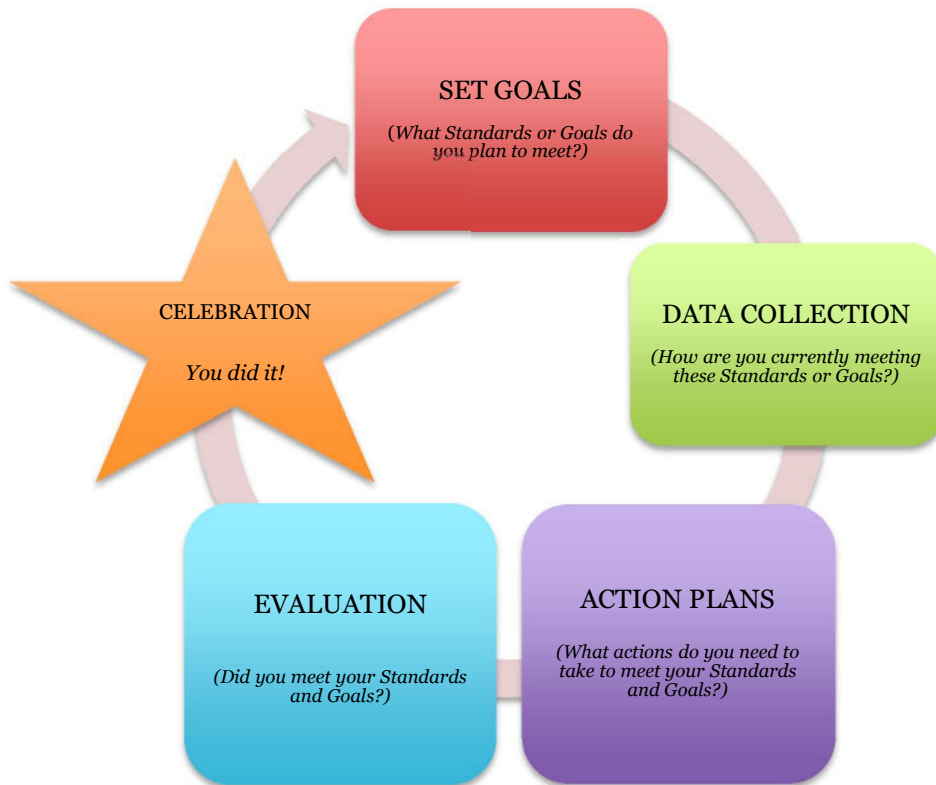 SET GOALS
(What Standards or Goals do
you plan to meet?)
DATA COLLECTION
(How are you currently meeting
these Standards or Goals?)
ACTION PLANS
(What actions do you need to
take to meet your Standards
and Goals?)
EVALUATION
(Did you meet your Standards
and Goals?)
CELEBRATION
You did it!